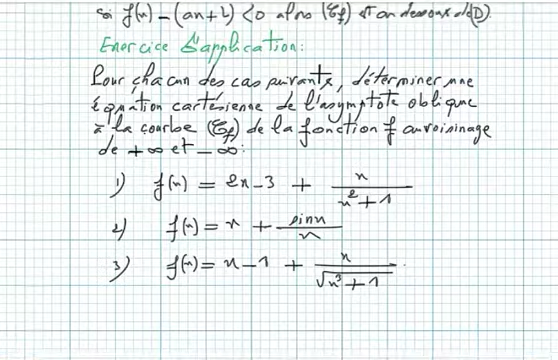 si f(x) - (ax + b) < 0 alors (Cf) est en dessous de (D).
Exercice d'application:
Pour chacun des cas suivants, déterminer une
équation cartésienne de l'asymptote oblique
à la courbe (Cf) de la fonction f au voisinage
de +∞ et -∞:
1) f(x) = 2x - 3 + x / (x² + 1)
2) f(x) = x + sinx / x
3) f(x) = x - 1 + x / √(x³ + 1)